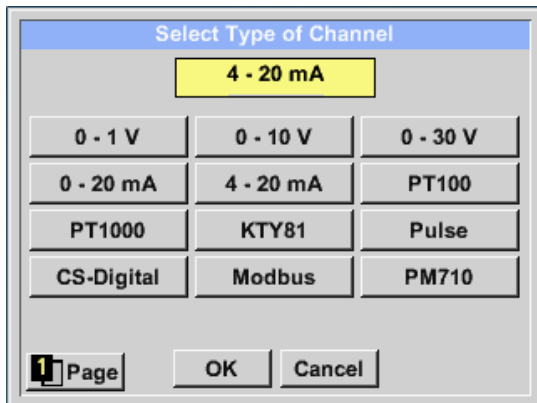 Select Type of Channel
4 - 20 mA
0 - 1 V 0 - 10 V 0 - 30 V
0 - 20 mA 4 - 20 mA PT100
PT1000 KTY81 Pulse
CS-Digital Modbus PM710
1 Page OK Cancel